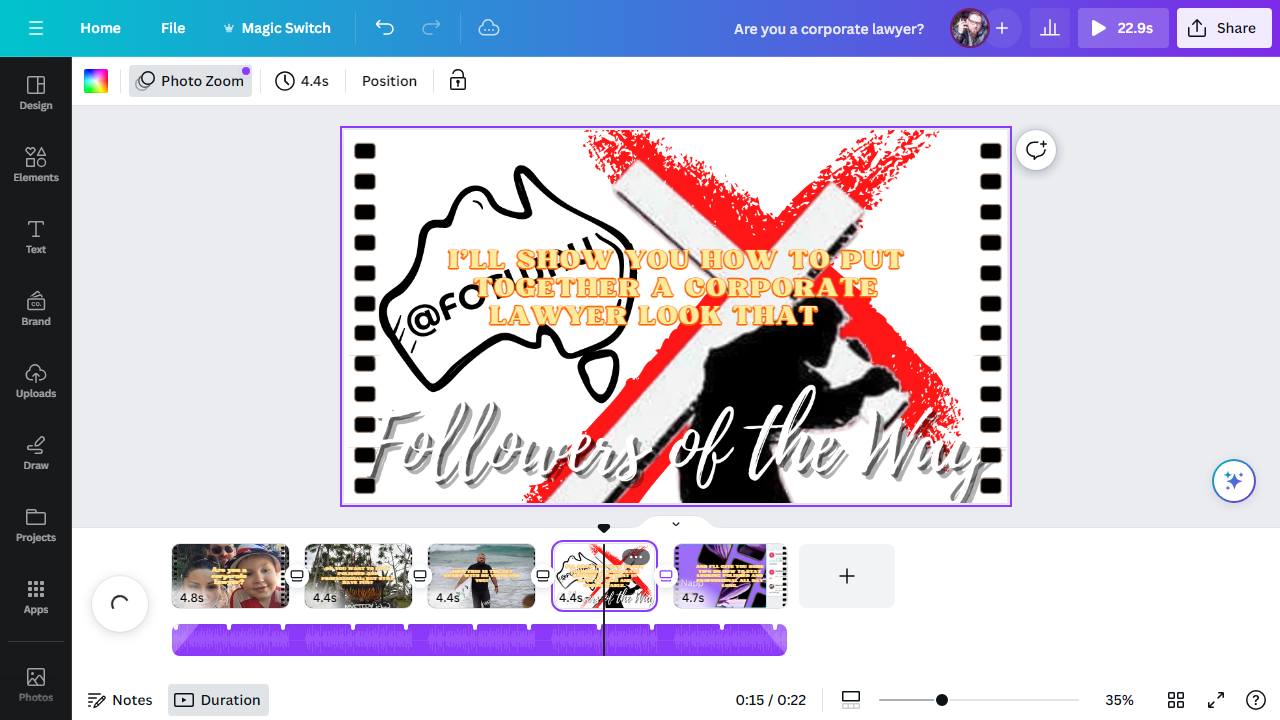 Home
File
Magic Switch
Are you a corporate lawyer?
22.9s
Share
Design
Elements
Text
CO.
Brand
Uploads
Draw
Projects
Apps
Photos
Photo Zoom
4.4s
Position
I'LL SHOW YOU HOW TO PUT
TOGETHER A CORPORATE
LAWYER LOOK THAT
Followers of the Way
4.8s
4.4s
4.4s
4.4s
4.7s
Notes
Duration
0:15 / 0:22
35%